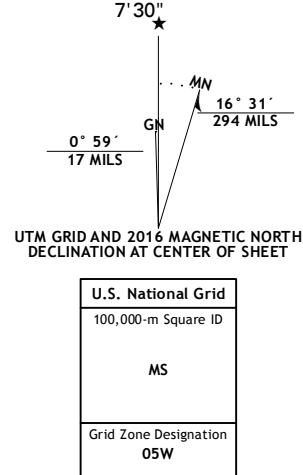 7'30"
MN
GN
16° 31´
294 MILS
0° 59´
17 MILS
UTM GRID AND 2016 MAGNETIC NORTH
DECLINATION AT CENTER OF SHEET
U.S. National Grid
100,000-m Square ID
MS
Grid Zone Designation
05W